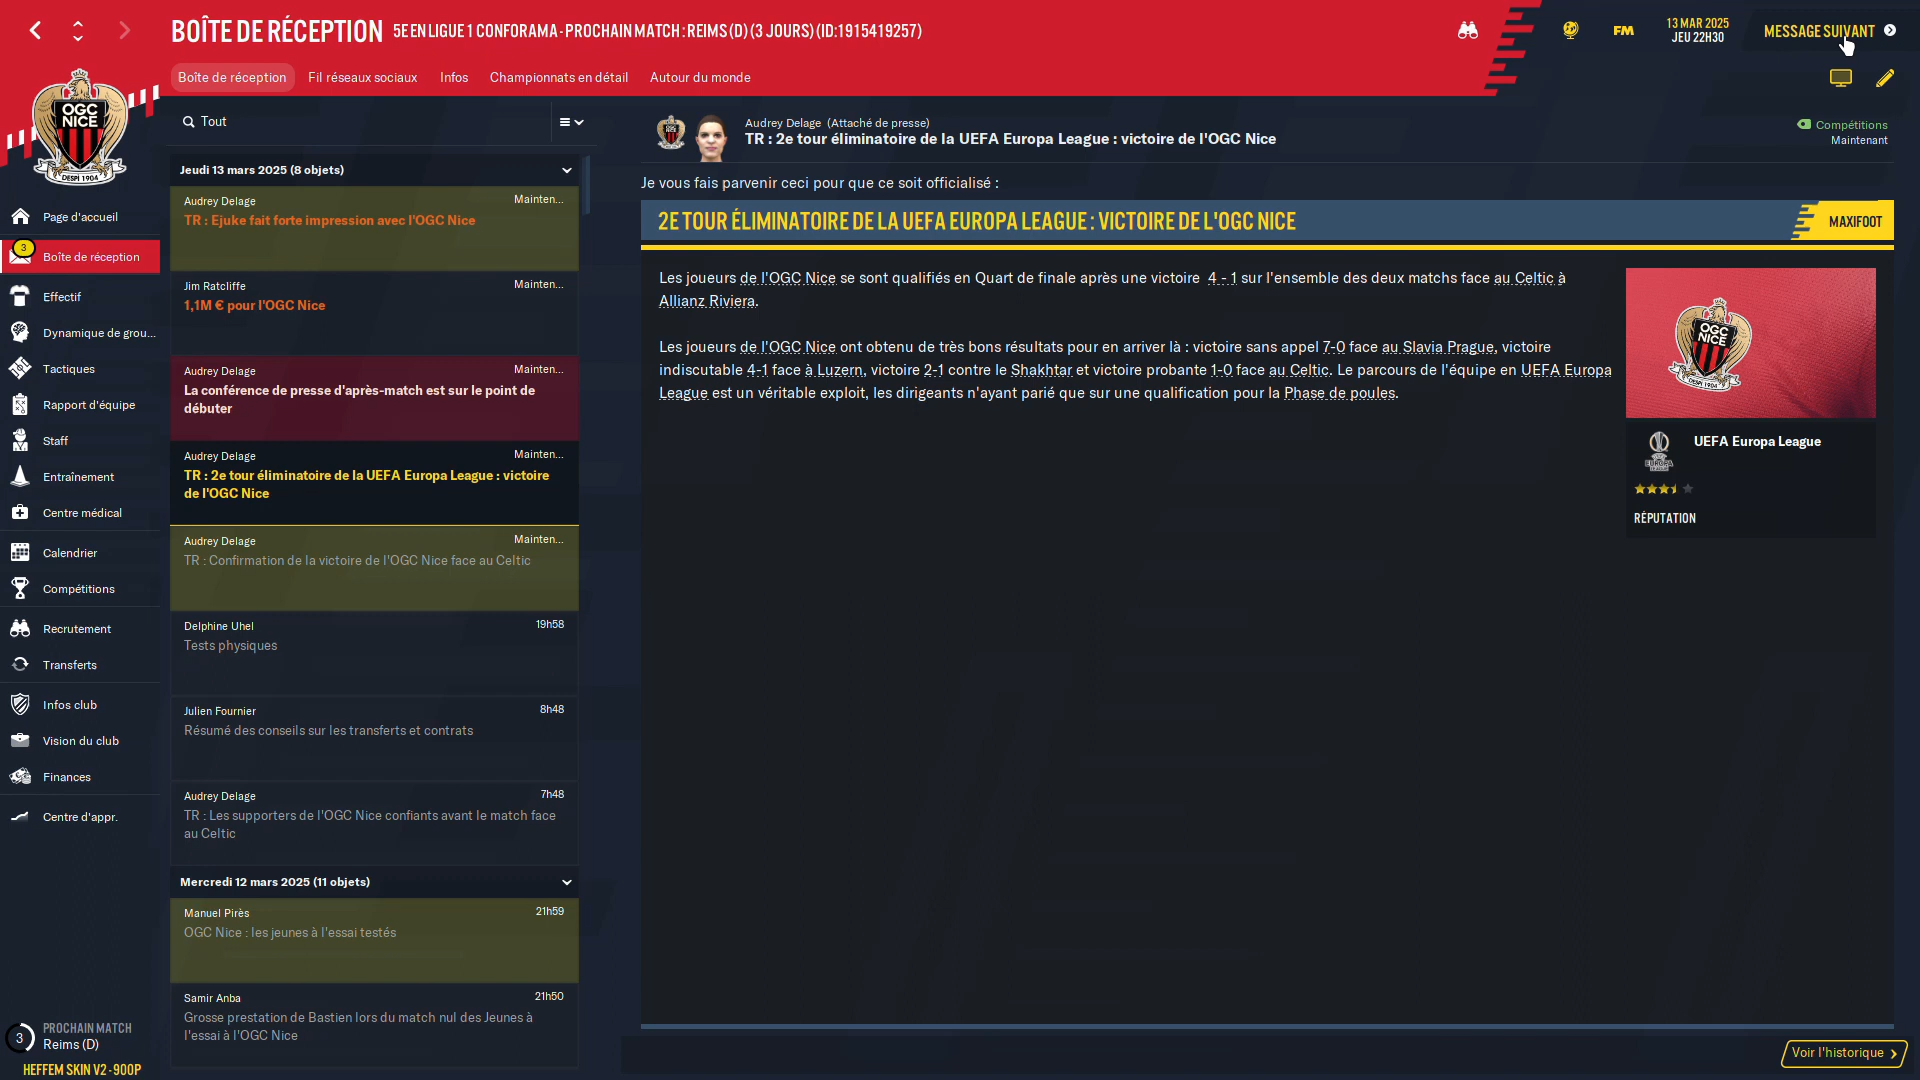 BOÎTE DE RÉCEPTION
5E EN LIGUE 1 CONFORAMA - PROCHAIN MATCH : REIMS (D) (3 JOURS) (ID:1915419257)
FM
13 MAR 2025
JEU 22H30
MESSAGE SUIVANT
Boîte de réception
Fil réseaux sociaux
Infos
Championnats en détail
Autour du monde
OGC
NICE
DESPI 1904
Page d'accueil
3
Boîte de réception
Effectif
Dynamique de grou...
Tactiques
Rapport d'équipe
Staff
Entraînement
Centre médical
Calendrier
Compétitions
Recrutement
Transferts
Infos club
Vision du club
Finances
Centre d'appr.
3
PROCHAIN MATCH
Reims (D)
HEFFEM SKIN V2 - 900P
Tout
Jeudi 13 mars 2025 (8 objets)
Audrey Delage
Mainten...
TR : Ejuke fait forte impression avec l'OGC Nice
Jim Ratcliffe
Mainten...
1,1M € pour l'OGC Nice
Audrey Delage
Mainten...
La conférence de presse d'après-match est sur le point de
débuter
Audrey Delage
Mainten...
TR : 2e tour éliminatoire de la UEFA Europa League : victoire
de l'OGC Nice
Audrey Delage
Mainten...
TR : Confirmation de la victoire de l'OGC Nice face au Celtic
Delphine Uhel
19h58
Tests physiques
Julien Fournier
8h48
Résumé des conseils sur les transferts et contrats
Audrey Delage
7h48
TR : Les supporters de l'OGC Nice confiants avant le match face
au Celtic
Mercredi 12 mars 2025 (11 objets)
Manuel Pirès
21h59
OGC Nice : les jeunes à l'essai testés
Samir Anba
21h50
Grosse prestation de Bastien lors du match nul des Jeunes à
l'essai à l'OGC Nice
Audrey Delage (Attaché de presse)
TR : 2e tour éliminatoire de la UEFA Europa League : victoire de l'OGC Nice
Compétitions
Maintenant
Je vous fais parvenir ceci pour que ce soit officialisé :
2E TOUR ÉLIMINATOIRE DE LA UEFA EUROPA LEAGUE : VICTOIRE DE L'OGC NICE
MAXIFOOT
Les joueurs de l'OGC Nice se sont qualifiés en Quart de finale après une victoire 4 - 1 sur l'ensemble des deux matchs face au Celtic à
Allianz Riviera.
Les joueurs de l'OGC Nice ont obtenu de très bons résultats pour en arriver là : victoire sans appel 7-0 face au Slavia Prague, victoire
indiscutable 4-1 face à Luzern, victoire 2-1 contre le Shakhtar et victoire probante 1-0 face au Celtic. Le parcours de l'équipe en UEFA Europa
League est un véritable exploit, les dirigeants n'ayant parié que sur une qualification pour la Phase de poules.
OGC
NICE
UEFA Europa League
RÉPUTATION
Voir l'historique